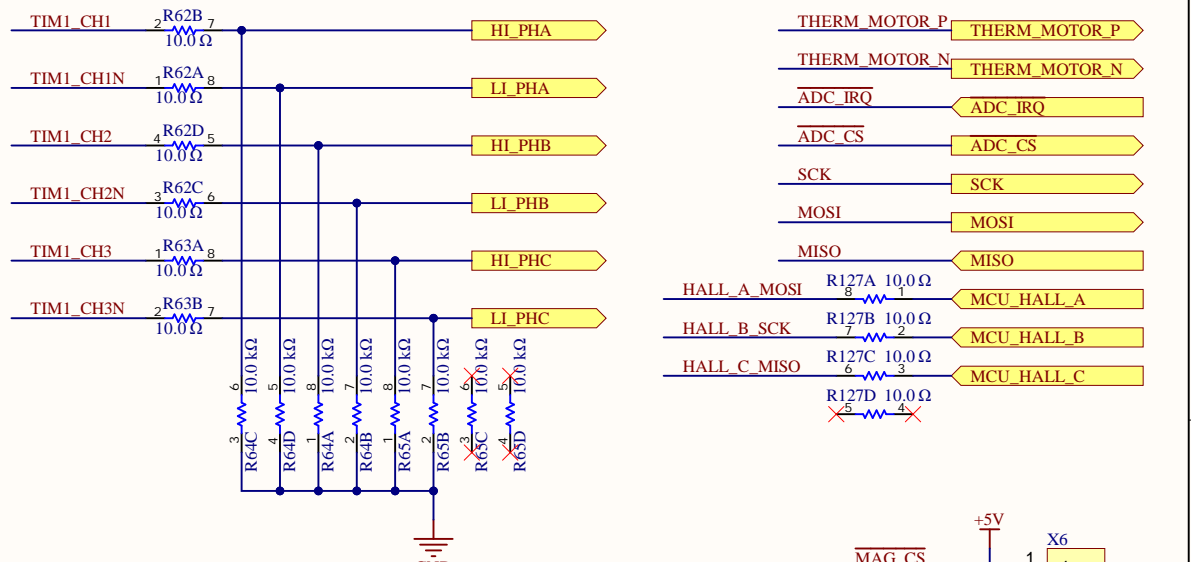 TIM1_CH1 2 R62B 7 10.0 Ω HI_PHA
TIM1_CH1N 1 R62A 8 10.0 Ω LI_PHA
TIM1_CH2 4 R62D 5 10.0 Ω HI_PHB
TIM1_CH2N 3 R62C 6 10.0 Ω LI_PHB
TIM1_CH3 1 R63A 8 10.0 Ω HI_PHC
TIM1_CH3N 2 R63B 7 10.0 Ω LI_PHC
6 10.0 kΩ 3 R64C
5 10.0 kΩ 4 R64D
8 10.0 kΩ 1 R64A
7 10.0 kΩ 2 R64B
8 10.0 kΩ 1 R65A
7 10.0 kΩ 2 R65B
6 10.0 kΩ 3 R65C
5 10.0 kΩ 4 R65D
THERM_MOTOR_P THERM_MOTOR_P
THERM_MOTOR_N THERM_MOTOR_N
ADC_IRQ ADC_IRQ
ADC_CS ADC_CS
SCK SCK
MOSI MOSI
MISO MISO
HALL_A_MOSI R127A 10.0 Ω 8 1 MCU_HALL_A
HALL_B_SCK R127B 10.0 Ω 7 2 MCU_HALL_B
HALL_C_MISO R127C 10.0 Ω 6 3 MCU_HALL_C
R127D 10.0 Ω 5 4
+5V
X6
MAG_CS 1